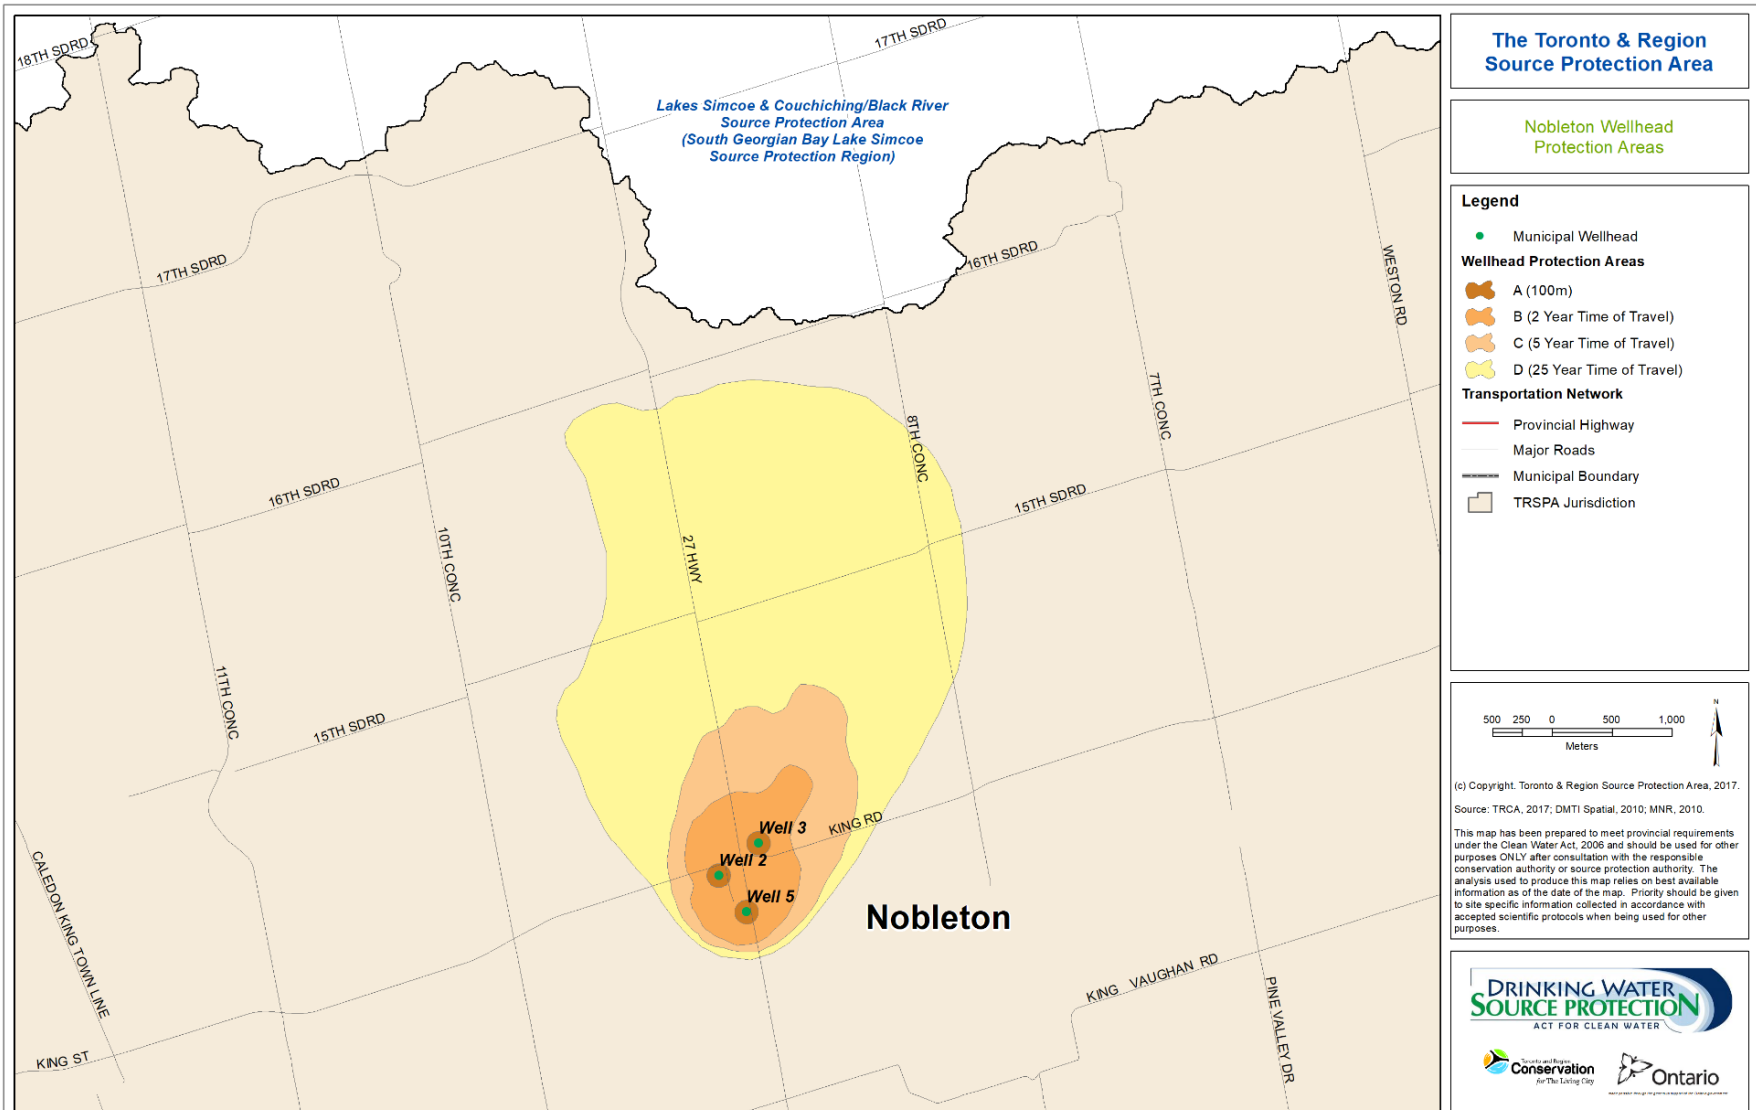 18TH SDRD
17TH SDRD
Lakes Simcoe & Couchiching/Black River
Source Protection Area
(South Georgian Bay Lake Simcoe
Source Protection Region)
17TH SDRD
16TH SDRD
WESTON RD
7TH CONC
8TH CONC
16TH SDRD
15TH SDRD
10TH CONC
27 HWY
11TH CONC
15TH SDRD
Well 3
KING RD
Well 2
Well 5
Nobleton
CALEDON KING TOWN LINE
KING VAUGHAN RD
PINE VALLEY DR
KING ST
The Toronto & Region
Source Protection Area
Nobleton Wellhead
Protection Areas
Legend
Municipal Wellhead
Wellhead Protection Areas
A (100m)
B (2 Year Time of Travel)
C (5 Year Time of Travel)
D (25 Year Time of Travel)
Transportation Network
Provincial Highway
Major Roads
Municipal Boundary
TRSPA Jurisdiction
500 250 0 500 1,000
Meters
N
(c) Copyright. Toronto & Region Source Protection Area, 2017.
Source: TRCA, 2017; DMTI Spatial, 2010; MNR, 2010.
This map has been prepared to meet provincial requirements
under the Clean Water Act, 2006 and should be used for other
purposes ONLY after consultation with the responsible
conservation authority or source protection authority. The
analysis used to produce this map relies on best available
information as of the date of the map. Priority should be given
to site specific information collected in accordance with
accepted scientific protocols when being used for other
purposes.
DRINKING WATER
SOURCE PROTECTION
ACT FOR CLEAN WATER
Toronto and Region
Conservation
for The Living City
Ontario